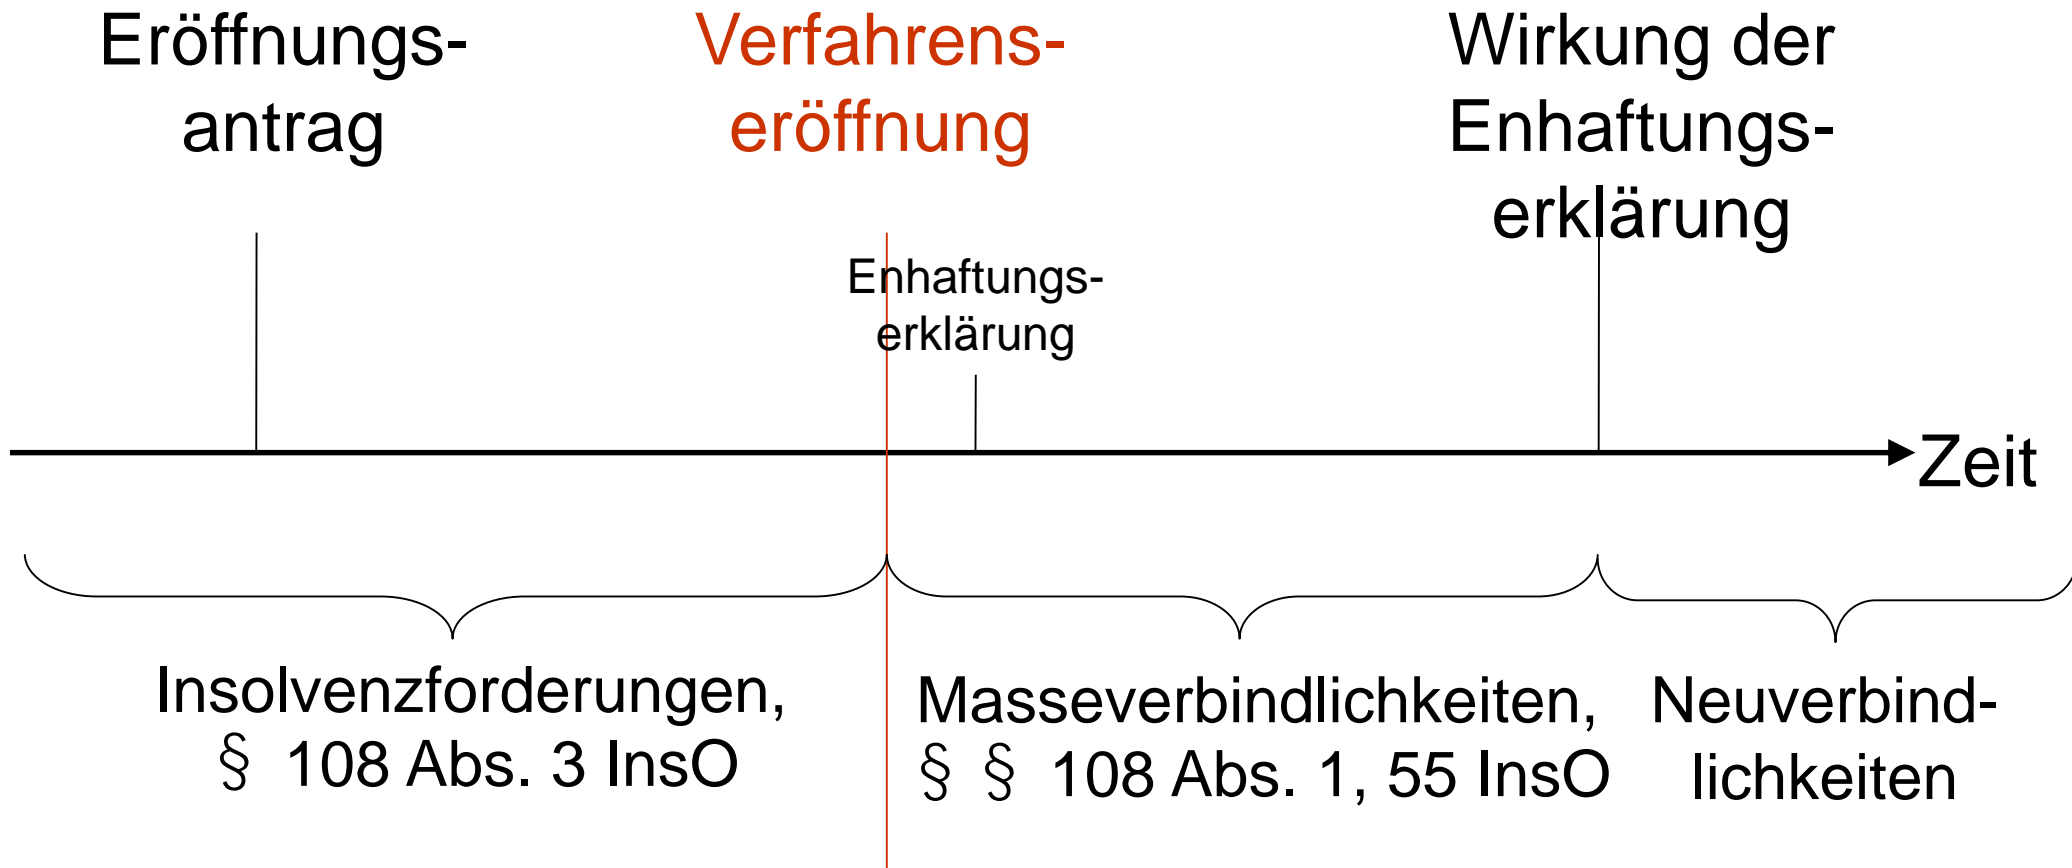 Eröffnungs-
antrag
Verfahrens-
eröffnung
Wirkung der
Enhaftungs-
erklärung
Enhaftungs-
erklärung
Zeit
Insolvenzforderungen,
§ 108 Abs. 3 InsO
Masseverbindlichkeiten,
§ § 108 Abs. 1, 55 InsO
Neuverbind-
lichkeiten